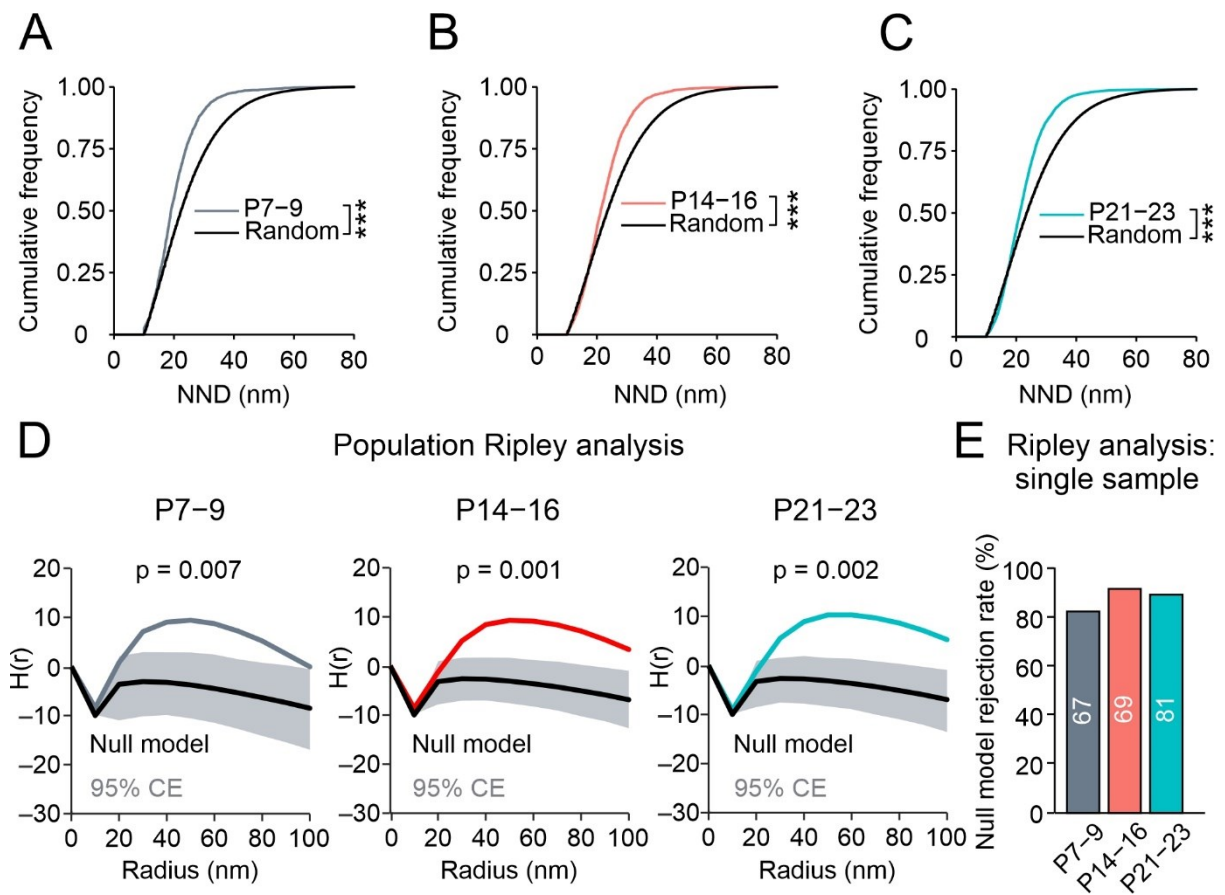 A
1.00
0.75
0.50
0.25
0
Cumulative frequency
P7–9
Random
***
0 20 40 60 80
NND (nm)
B
1.00
0.75
0.50
0.25
0
Cumulative frequency
P14–16
Random
***
0 20 40 60 80
NND (nm)
C
1.00
0.75
0.50
0.25
0
Cumulative frequency
P21–23
Random
***
0 20 40 60 80
NND (nm)
D
Population Ripley analysis
P7–9
p = 0.007
20
10
0
–10
–20
–30
H(r)
Null model
95% CE
0 20 40 60 80 100
Radius (nm)
P14–16
p = 0.001
20
10
0
–10
–20
–30
H(r)
Null model
95% CE
0 20 40 60 80 100
Radius (nm)
P21–23
p = 0.002
20
10
0
–10
–20
–30
H(r)
Null model
95% CE
0 20 40 60 80 100
Radius (nm)
E
Ripley analysis:
single sample
Null model rejection rate (%)
100
80
60
40
20
0
67
69
81
P7–9
P14–16
P21–23